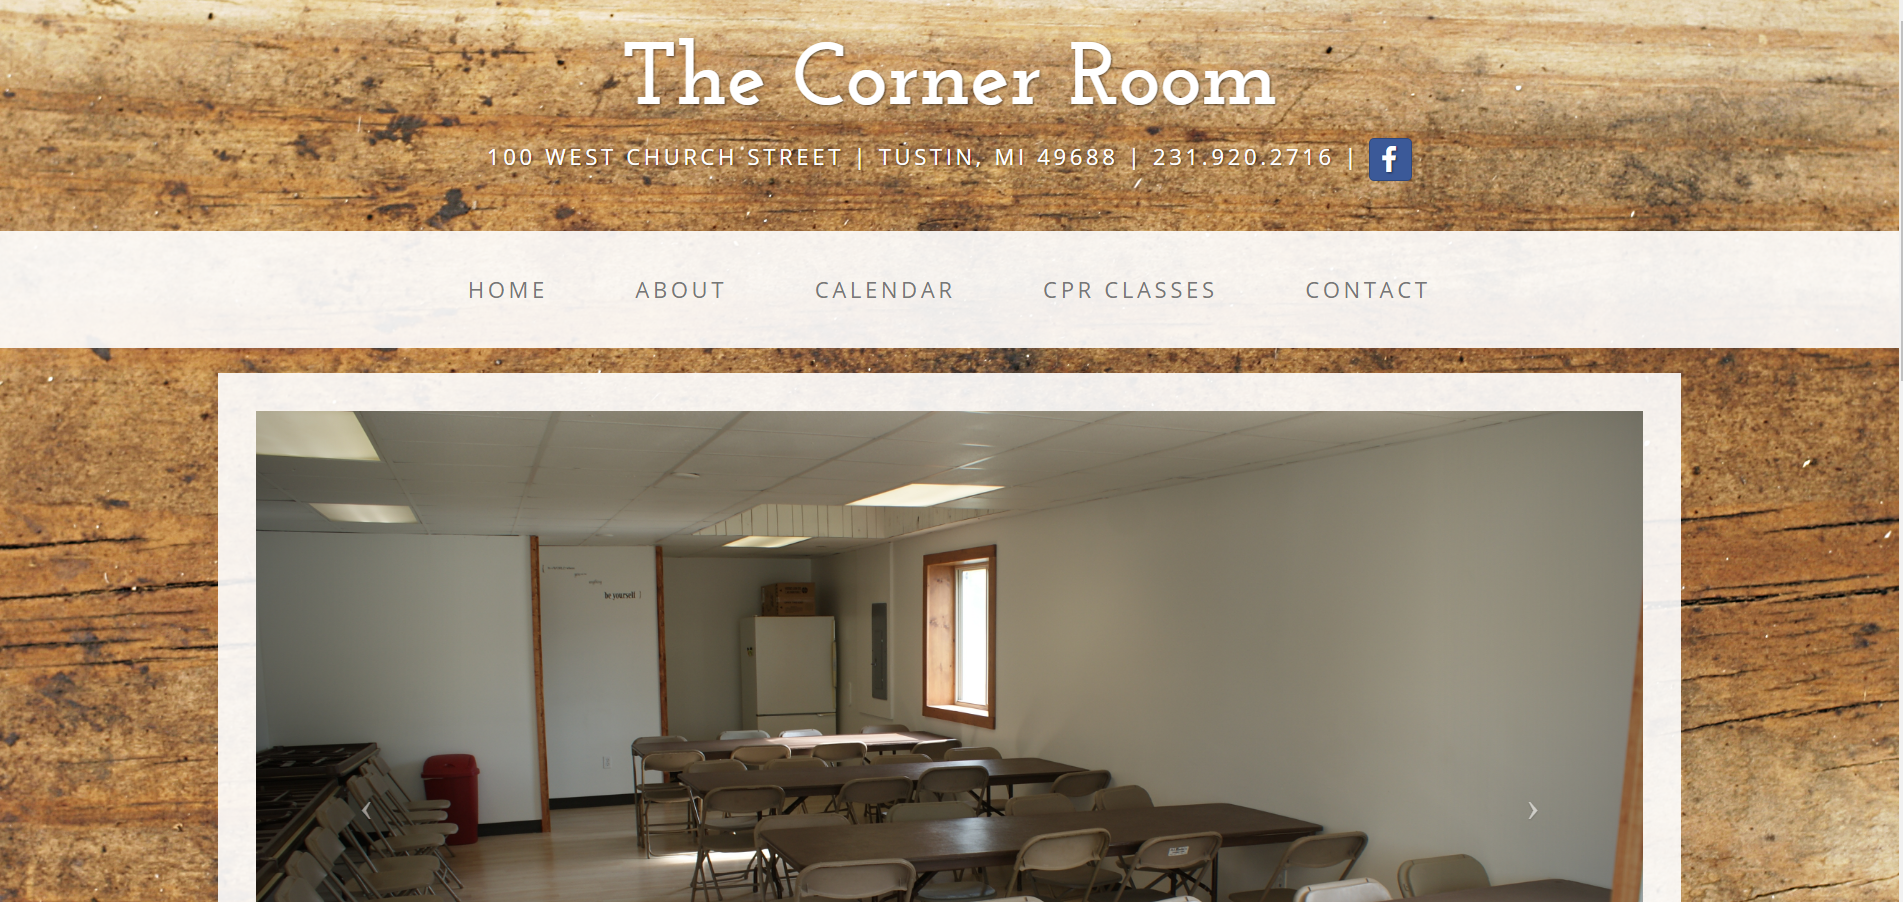 The Corner Room
100 WEST CHURCH STREET | TUSTIN, MI 49688 | 231.920.2716 |
HOME ABOUT CALENDAR CPR CLASSES CONTACT
be yourself